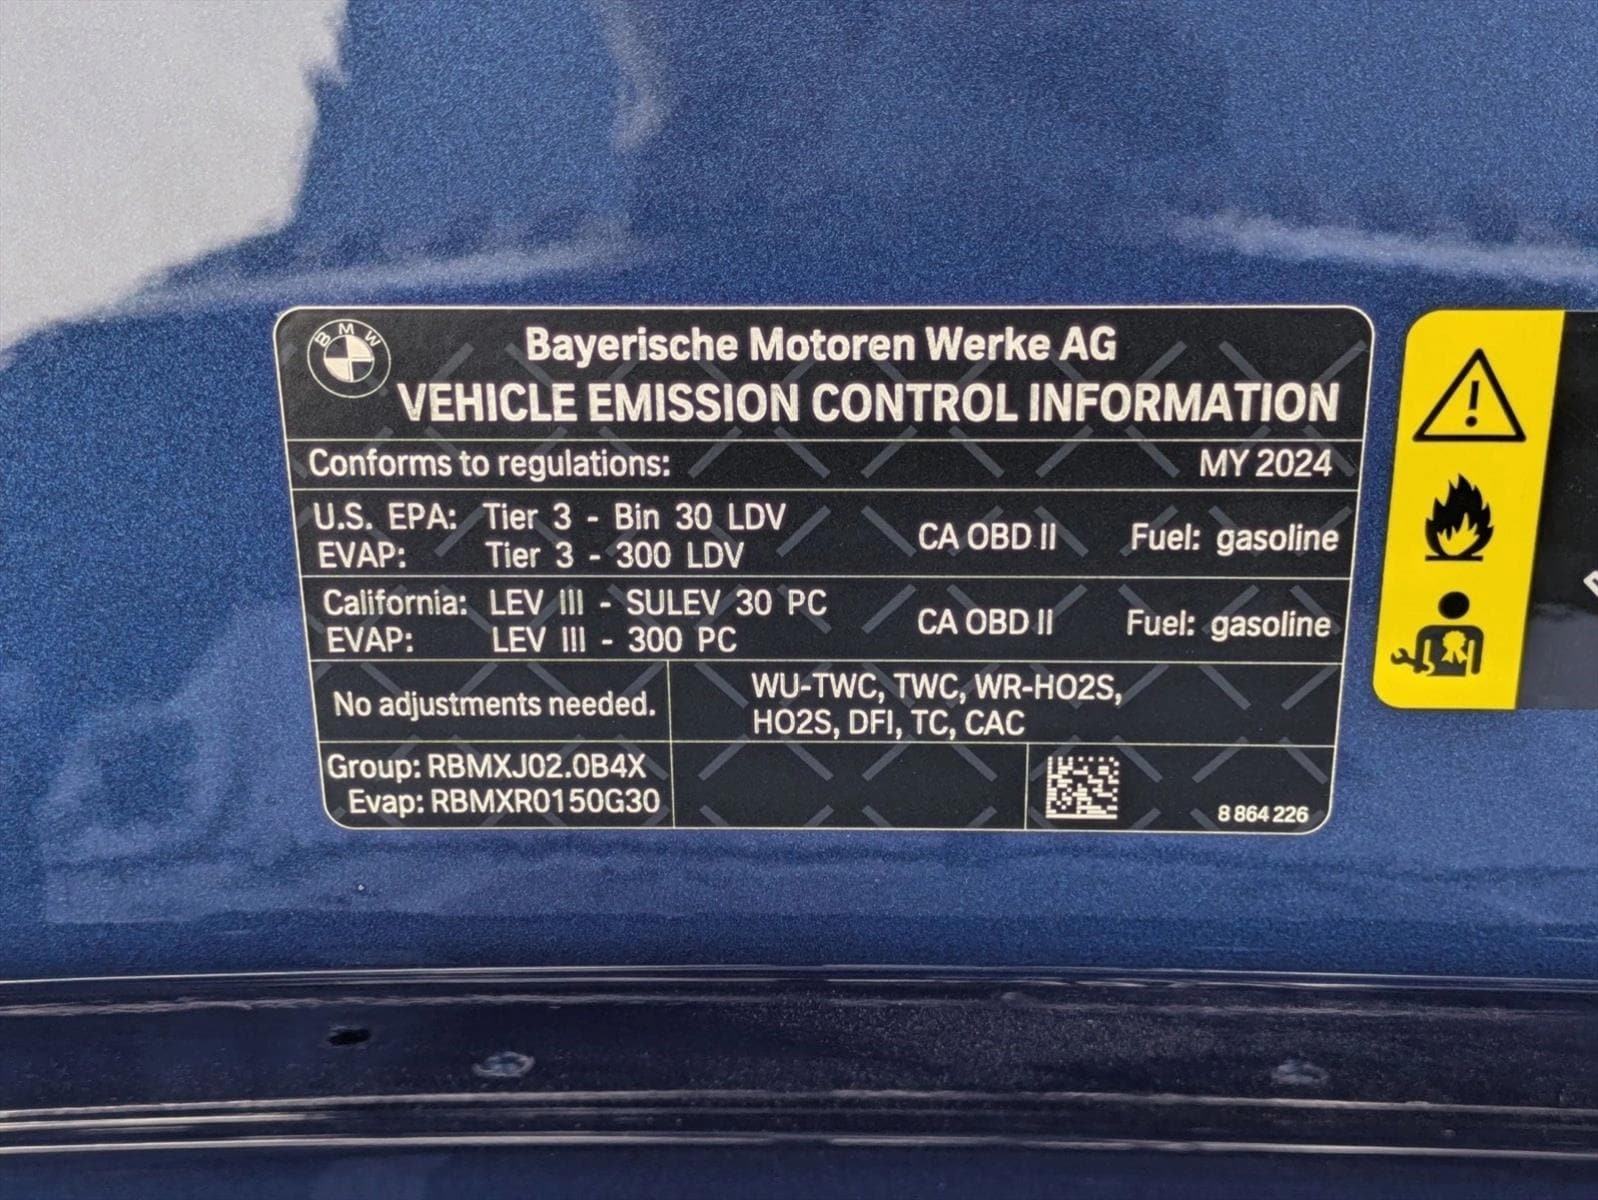 BMW
Bayerische Motoren Werke AG
VEHICLE EMISSION CONTROL INFORMATION
Conforms to regulations: MY 2024
U.S. EPA: Tier 3 - Bin 30 LDV
EVAP: Tier 3 - 300 LDV
CA OBD II Fuel: gasoline
California: LEV III - SULEV 30 PC
EVAP: LEV III - 300 PC
CA OBD II Fuel: gasoline
No adjustments needed.
WU-TWC, TWC, WR-HO2S,
HO2S, DFI, TC, CAC
Group: RBMXJ02.0B4X
Evap: RBMXR0150G30
8 864 226